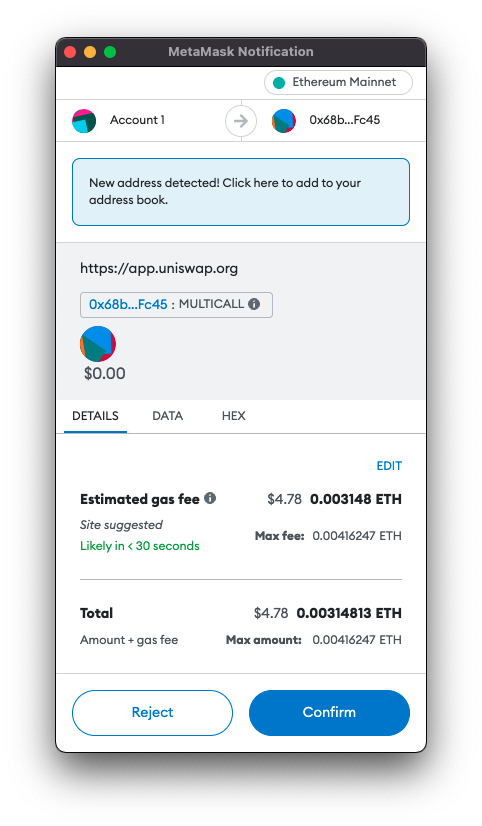 MetaMask Notification
Ethereum Mainnet
Account 1
0x68b...Fc45
New address detected! Click here to add to your
address book.
https://app.uniswap.org
0x68b...Fc45 : MULTICALL
$0.00
DETAILS DATA HEX
EDIT
Estimated gas fee $4.78 0.003148 ETH
Site suggested
Likely in < 30 seconds
Max fee: 0.00416247 ETH
Total $4.78 0.00314813 ETH
Amount + gas fee Max amount: 0.00416247 ETH
Reject Confirm